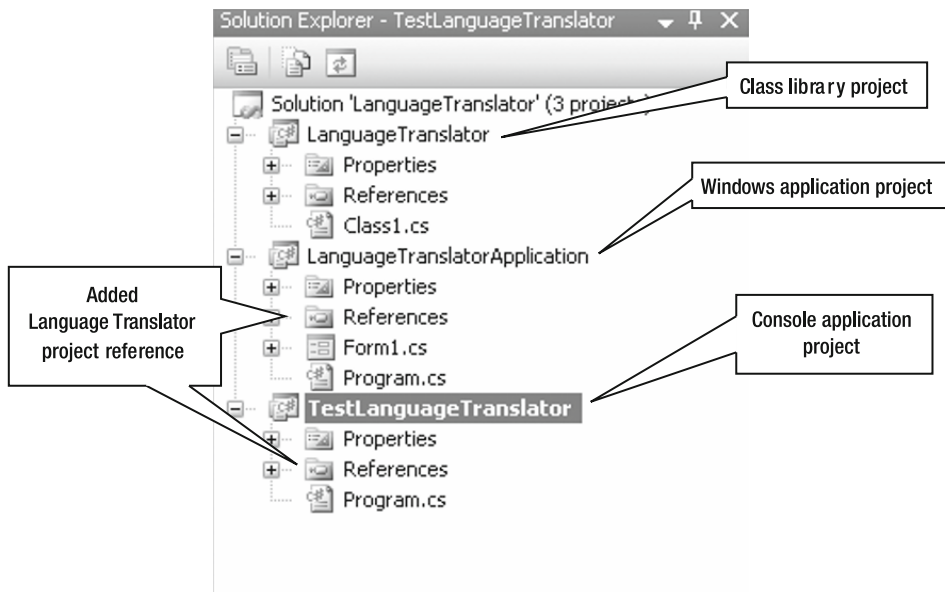 Solution Explorer - TestLanguageTranslator
Class library project
Solution 'LanguageTranslator' (3 projects)
LanguageTranslator
Properties
References
Class1.cs
Windows application project
LanguageTranslatorApplication
Properties
References
Form1.cs
Program.cs
Added
Language Translator
project reference
Console application
project
TestLanguageTranslator
Properties
References
Program.cs